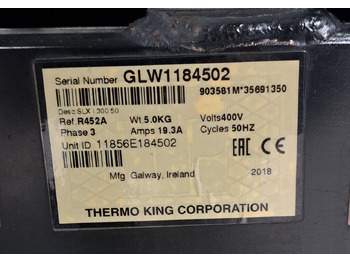 Serial Number GLW1184502
903581M*35691350
Desc SLX I 300 50
Ref. R452A Wt. 5.0KG Volts400V
Phase 3 Amps 19.3A Cycles 50HZ
Unit ID 11856E184502
EAC CE
Mfg. Galway, Ireland 2018
THERMO KING CORPORATION